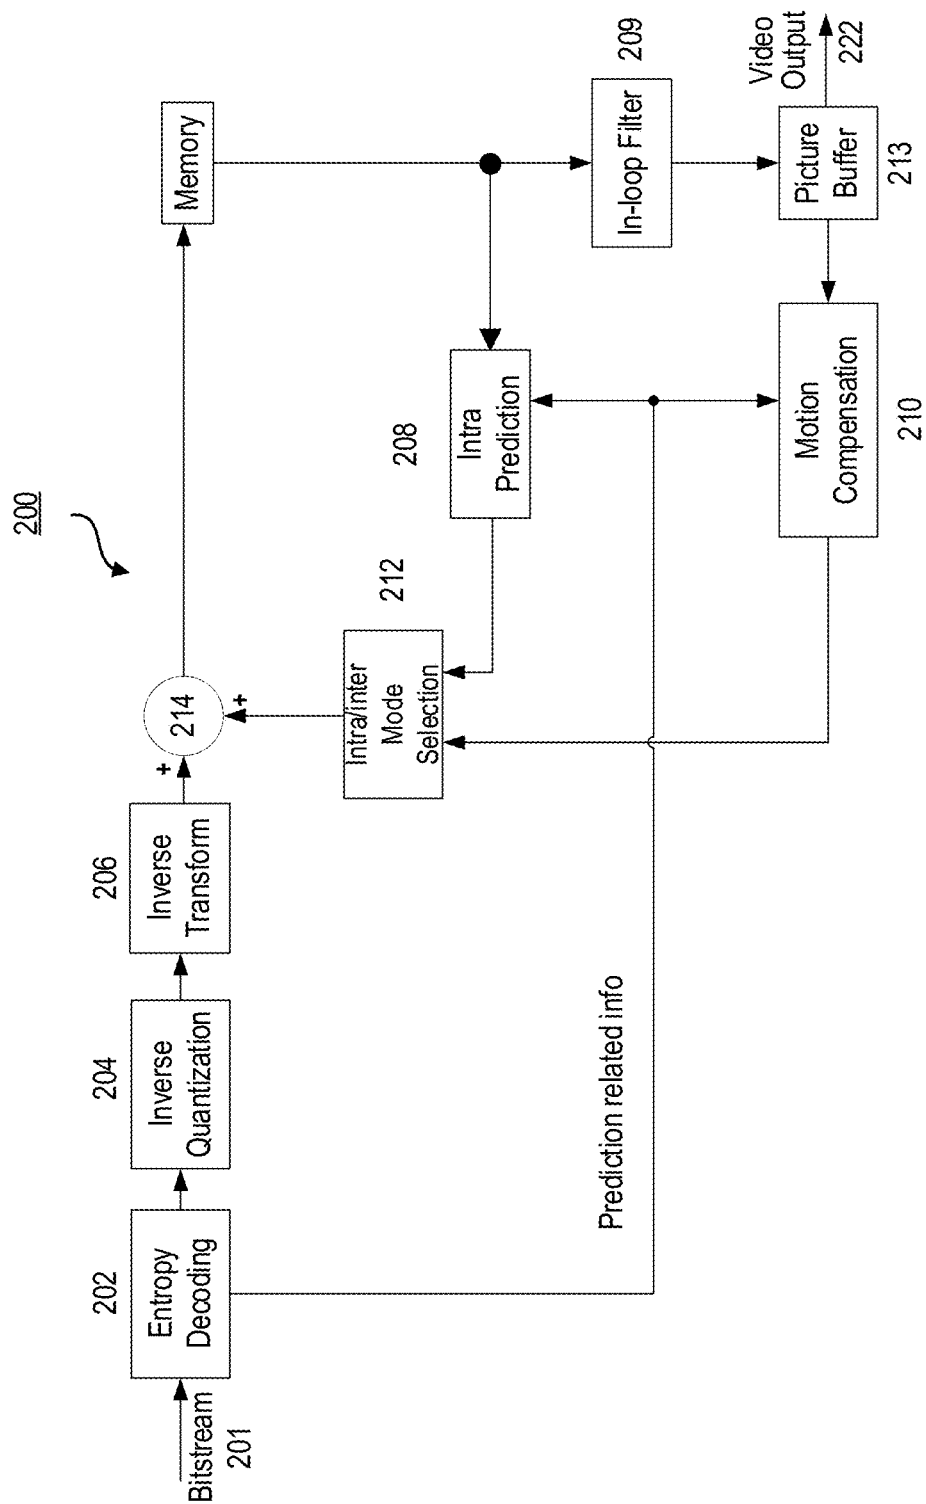 200
Bitstream
201
202
Entropy
Decoding
204
Inverse
Quantization
206
Inverse
Transform
+
214
+
Memory
212
Intra/inter
Mode
Selection
208
Intra
Prediction
In-loop Filter
209
Video
Output
222
Picture
Buffer
213
Motion
Compensation
210
Prediction related info